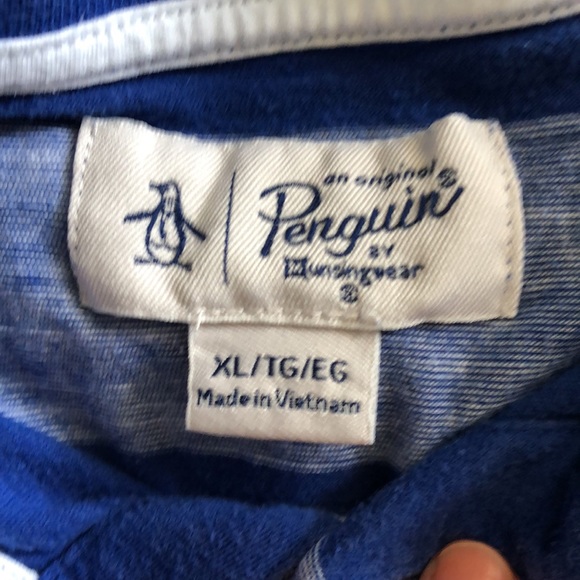 an original
Penguin®
BY
Munsingwear
®
XL/TG/EG
Made in Vietnam